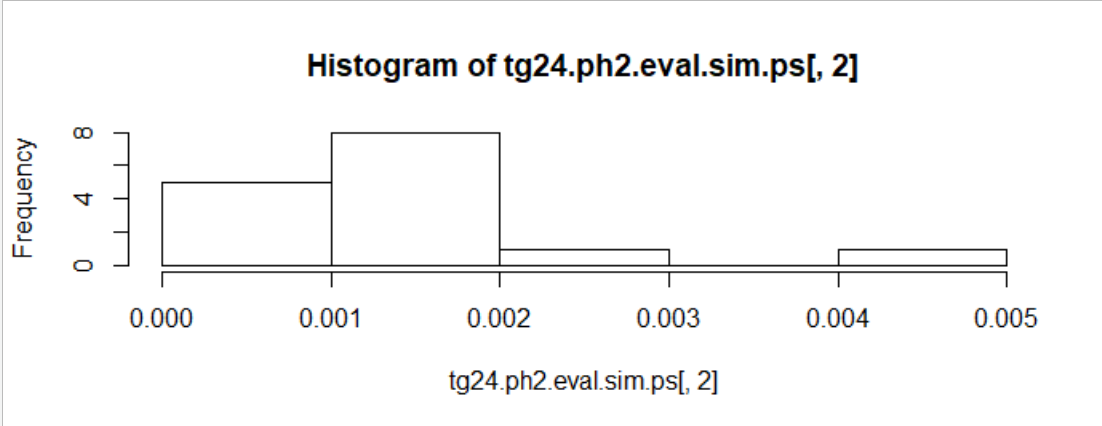 Histogram of tg24.ph2.eval.sim.ps[, 2]
Frequency
8
4
0
0.000 0.001 0.002 0.003 0.004 0.005
tg24.ph2.eval.sim.ps[, 2]